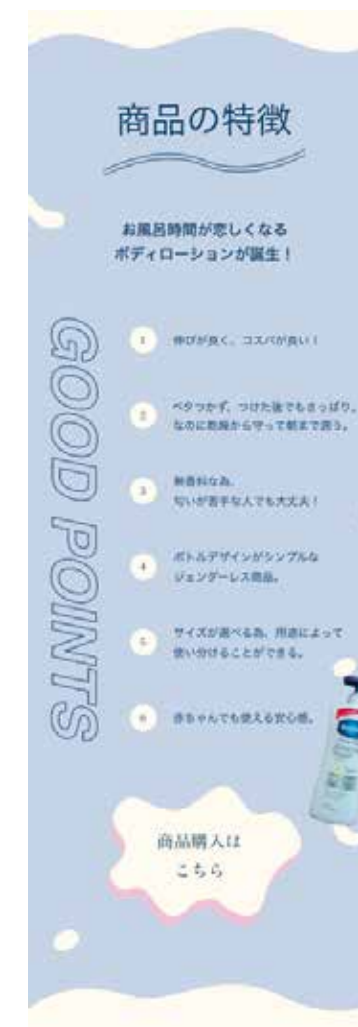 商品の特徴
お風呂時間が恋しくなる
ボディローションが誕生！
GOOD POINTS
1 伸びが良く、コスパが良い！
2 ベタつかず、つけた後でもさっぱり。
なのに乾燥から守って朝まで潤う。
3 無香料な為、
匂いが苦手な人でも大丈夫！
4 ボトルデザインがシンプルな
ジェンダーレス商品。
5 サイズが選べる為、用途によって
使い分けることができる。
6 赤ちゃんでも使える安心感。
商品購入は
こちら